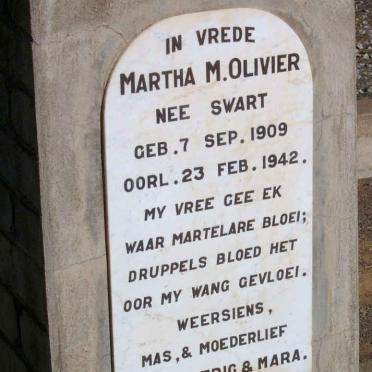 IN VREDE
MARTHA M. OLIVIER
NEE SWART
GEB. 7 SEP. 1909
OORL. 23 FEB. 1942.
MY VREE GEE EK
WAAR MARTELARE BLOEI;
DRUPPELS BLOED HET
OOR MY WANG GEVLOEI.
WEERSIENS,
MAS, & MOEDERLIEF
& MARA.